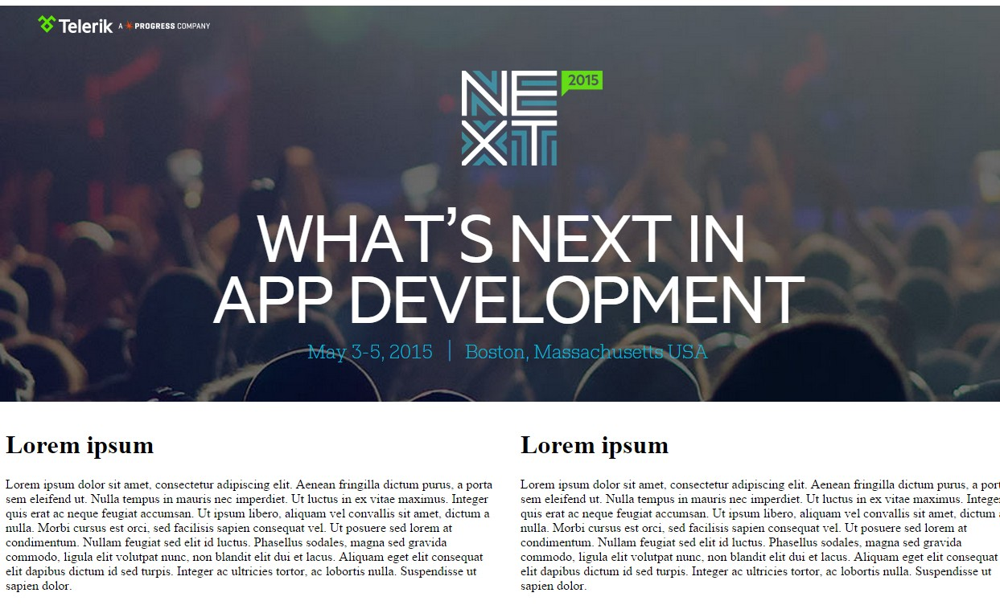 Telerik A PROGRESS COMPANY
NEXT 2015
WHAT'S NEXT IN
APP DEVELOPMENT
May 3-5, 2015 | Boston, Massachusetts USA
Lorem ipsum
Lorem ipsum dolor sit amet, consectetur adipiscing elit. Aenean fringilla dictum purus, a porta
sem eleifend ut. Nulla tempus in mauris nec imperdiet. Ut luctus in ex vitae maximus. Integer
quis erat ac neque feugiat accumsan. Ut ipsum libero, aliquam vel convallis sit amet, dictum a
nulla. Morbi cursus est orci, sed facilisis sapien consequat vel. Ut posuere sed lorem at
condimentum. Nullam feugiat sed elit id luctus. Phasellus sodales, magna sed gravida
commodo, ligula elit volutpat nunc, non blandit elit dui et lacus. Aliquam eget elit consequat
elit dapibus dictum id sed turpis. Integer ac ultricies tortor, ac lobortis nulla. Suspendisse ut
sapien dolor.
Lorem ipsum
Lorem ipsum dolor sit amet, consectetur adipiscing elit. Aenean fringilla dictum purus, a port
sem eleifend ut. Nulla tempus in mauris nec imperdiet. Ut luctus in ex vitae maximus. Integer
quis erat ac neque feugiat accumsan. Ut ipsum libero, aliquam vel convallis sit amet, dictum a
nulla. Morbi cursus est orci, sed facilisis sapien consequat vel. Ut posuere sed lorem at
condimentum. Nullam feugiat sed elit id luctus. Phasellus sodales, magna sed gravida
commodo, ligula elit volutpat nunc, non blandit elit dui et lacus. Aliquam eget elit consequat
elit dapibus dictum id sed turpis. Integer ac ultricies tortor, ac lobortis nulla. Suspendisse ut
sapien dolor.